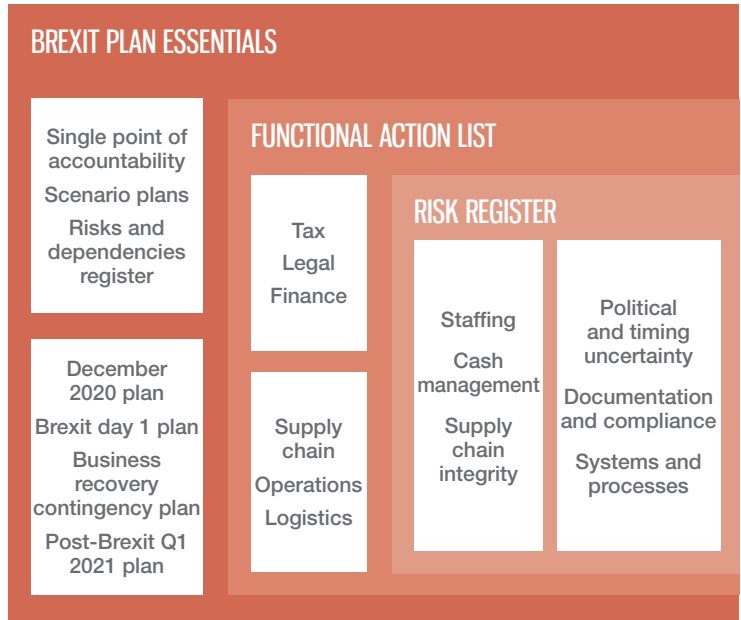 BREXIT PLAN ESSENTIALS
Single point of
accountability
Scenario plans
Risks and
dependencies
register
December
2020 plan
Brexit day 1 plan
Business
recovery
contingency plan
Post-Brexit Q1
2021 plan
FUNCTIONAL ACTION LIST
Tax
Legal
Finance
Supply
chain
Operations
Logistics
RISK REGISTER
Staffing
Cash
management
Supply
chain
integrity
Political
and timing
uncertainty
Documentation
and compliance
Systems and
processes